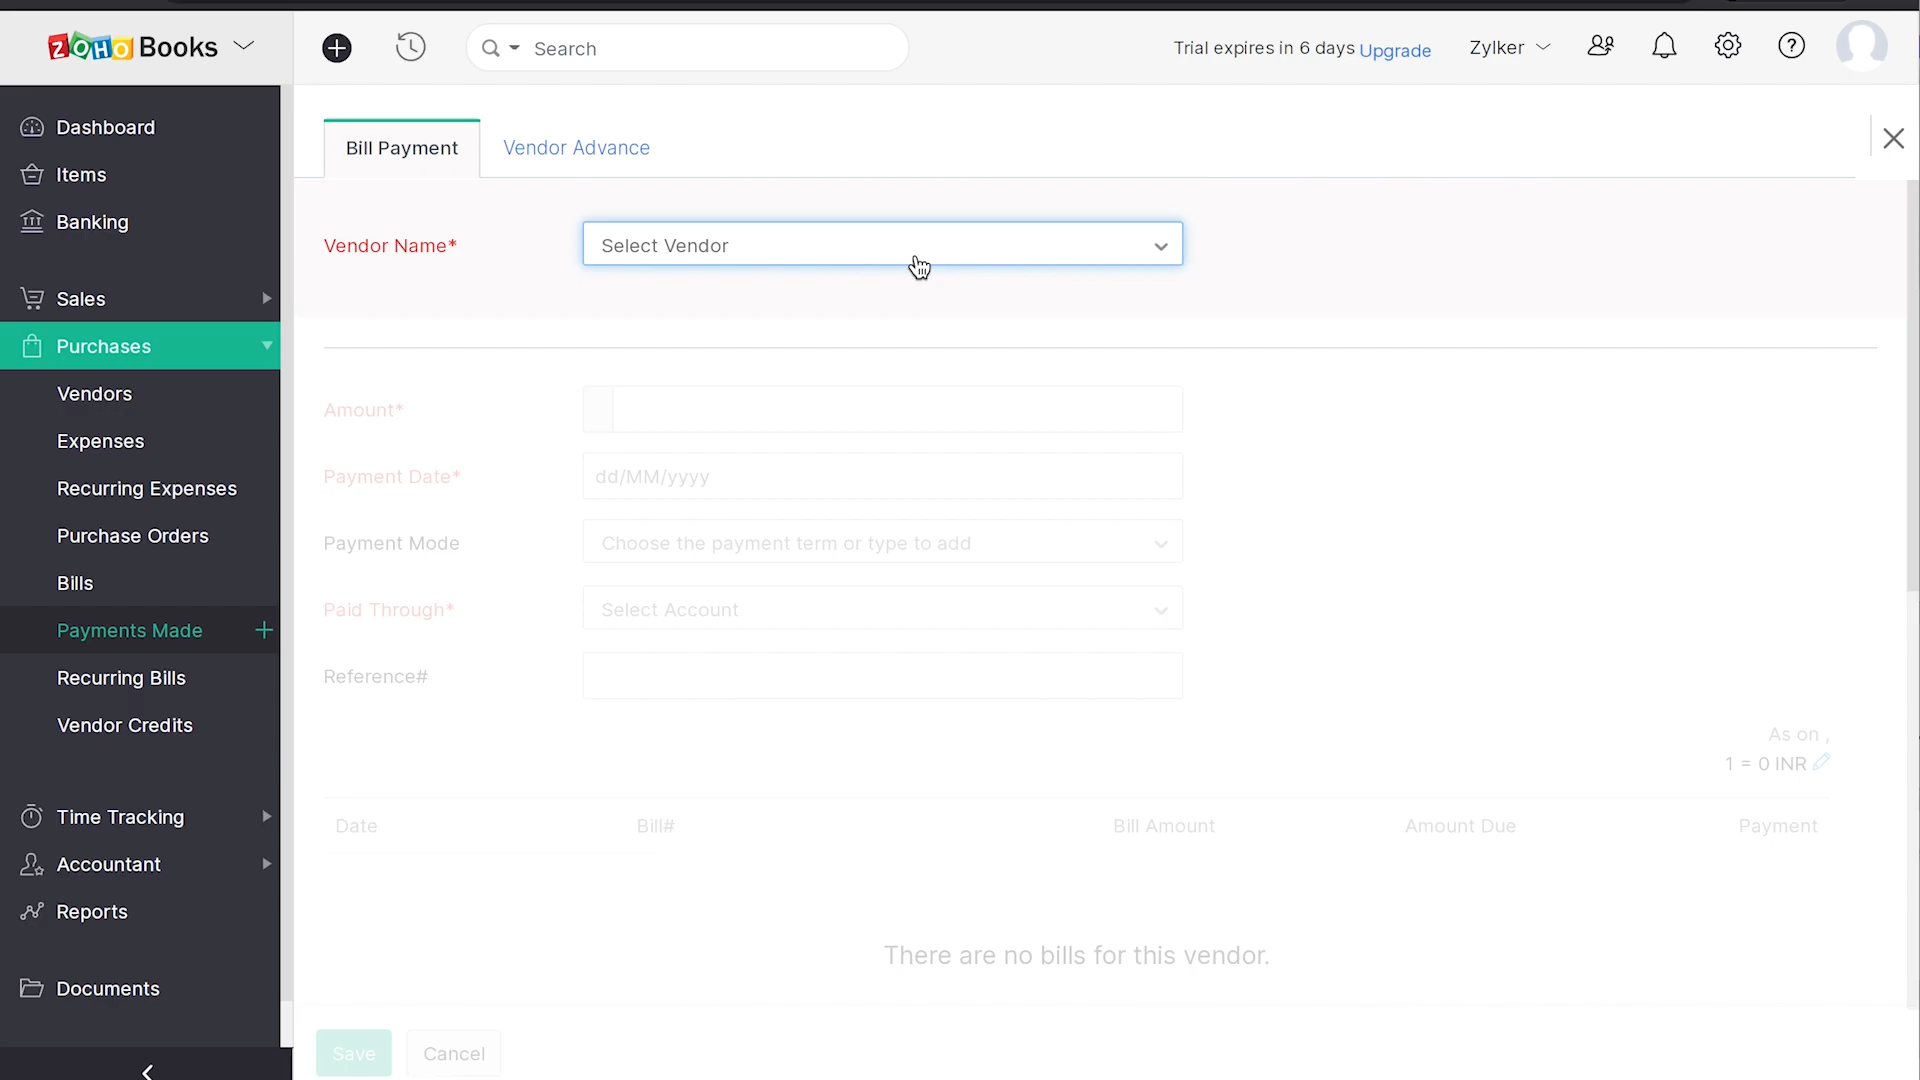 ZOHO Books
Search
Trial expires in 6 days Upgrade
Zylker
Dashboard
Items
Banking
Sales
Purchases
Vendors
Expenses
Recurring Expenses
Purchase Orders
Bills
Payments Made
Recurring Bills
Vendor Credits
Time Tracking
Accountant
Reports
Documents
Bill Payment
Vendor Advance
Vendor Name*
Select Vendor
Amount*
Payment Date*
dd/MM/yyyy
Payment Mode
Choose the payment term or type to add
Paid Through*
Select Account
Reference#
As on ,
1 = 0 INR
Date Bill# Bill Amount Amount Due Payment
There are no bills for this vendor.
Save
Cancel